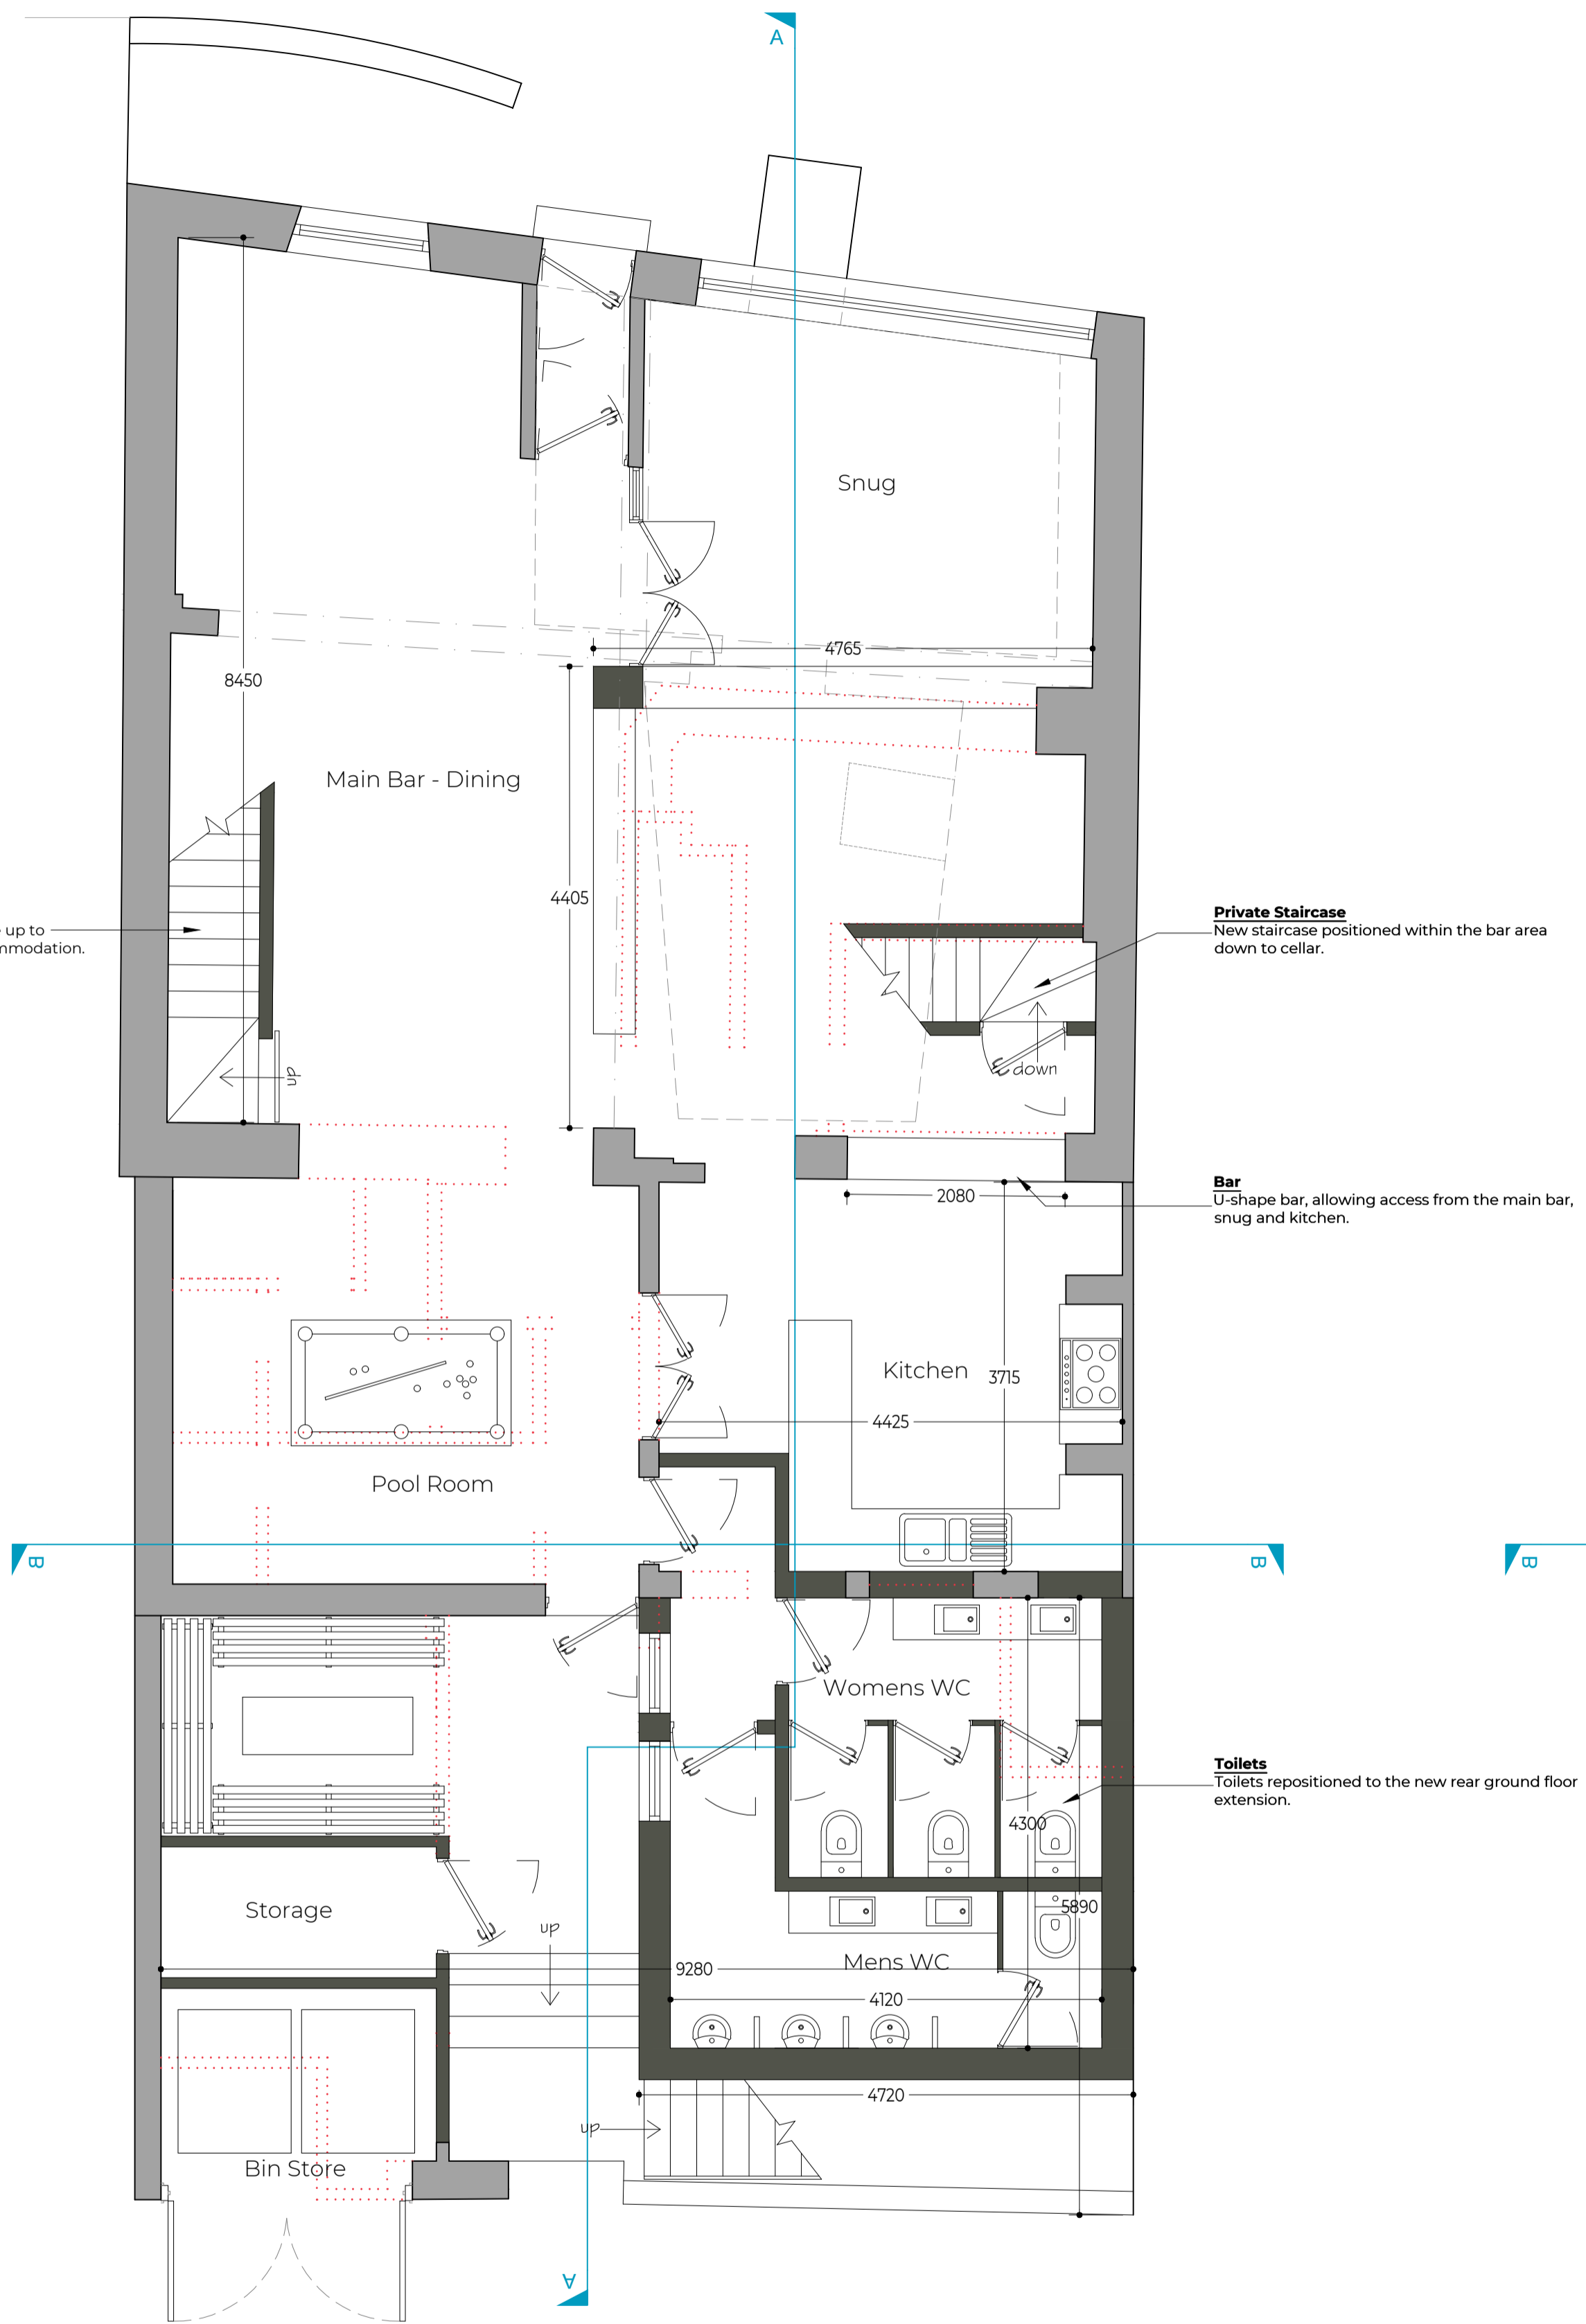 A
Snug
4765
8450
Main Bar - Dining
4405
up to
mmodation.
Private Staircase
New staircase positioned within the bar area
down to cellar.
up
down
Bar
U-shape bar, allowing access from the main bar,
snug and kitchen.
2080
Kitchen
3715
4425
Pool Room
B
B
B
Womens WC
Toilets
Toilets repositioned to the new rear ground floor
extension.
4300
5890
Storage
up
Mens WC
9280
4120
4720
up
Bin Store
A